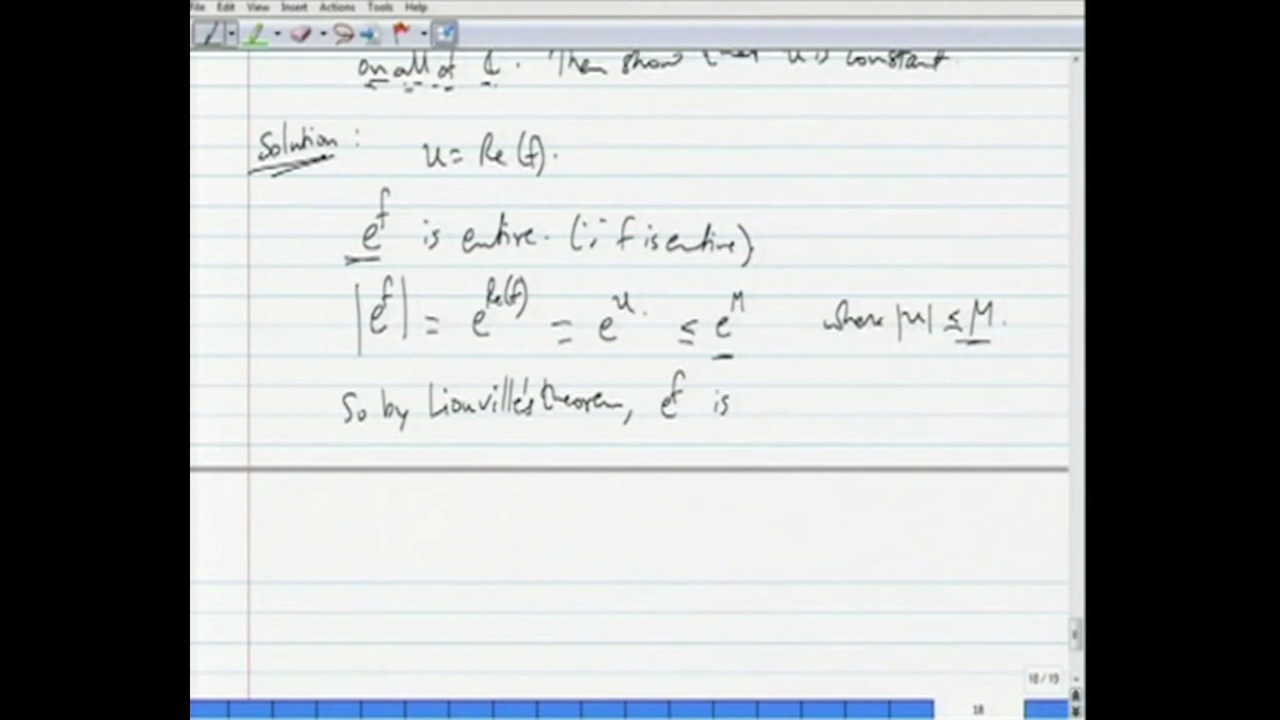 File Edit View Insert Actions Tools Help
on all of ℂ. Then show that u is constant
Solution: u = Re(f).
e^f is entire. (∵ f is entire)
|e^f| = e^{Re(f)} = e^u. ≤ e^M where |u| ≤ M.
So by Liouville's theorem, e^f is
18 / 19
18